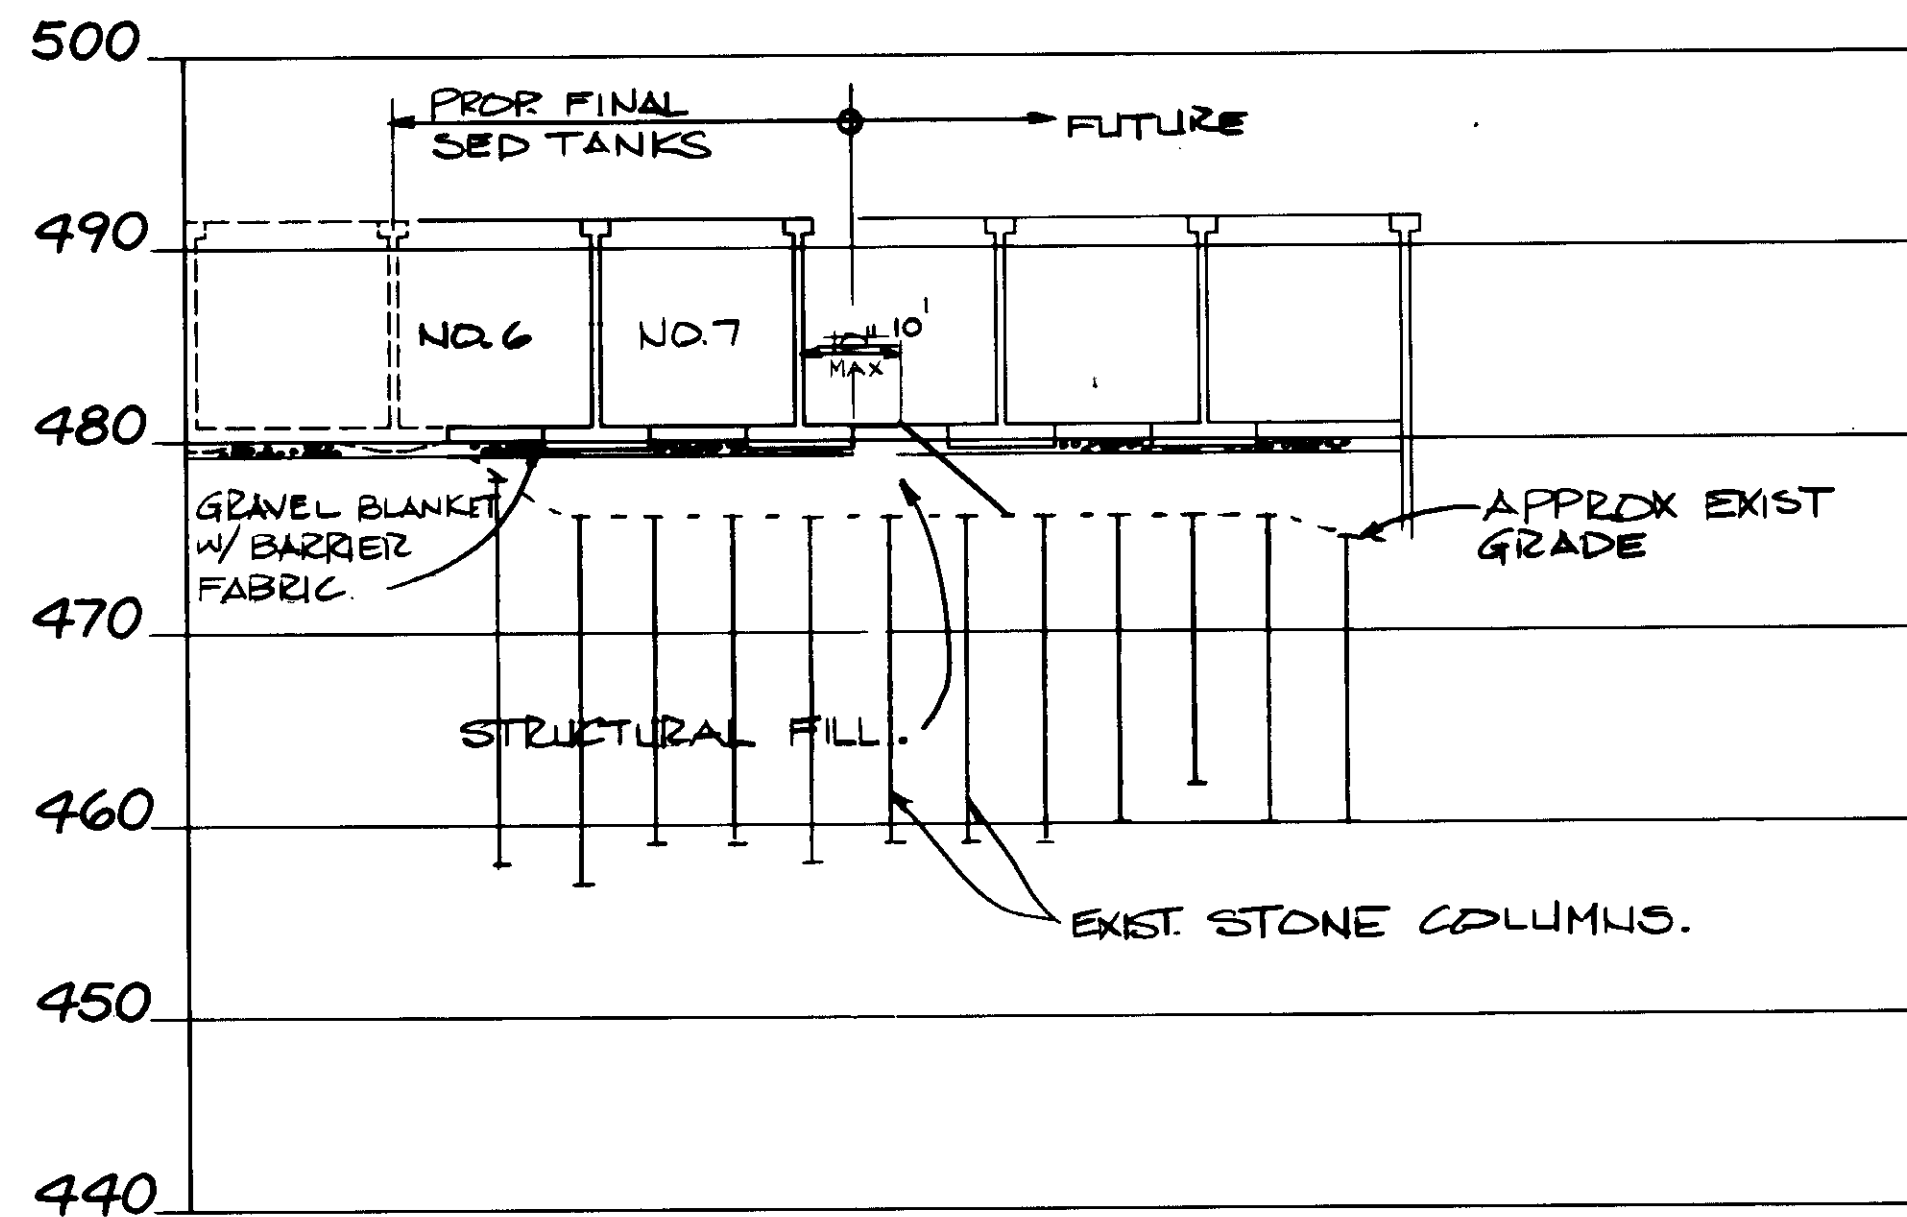 500
PROP. FINAL
SED TANKS
FUTURE
490
NO. 6
NO. 7
10'
MAX
480
GRAVEL BLANKET
W/ BARRIER
FABRIC.
APPROX EXIST
GRADE
470
STRUCTURAL FILL.
460
EXIST. STONE COLUMNS.
450
440